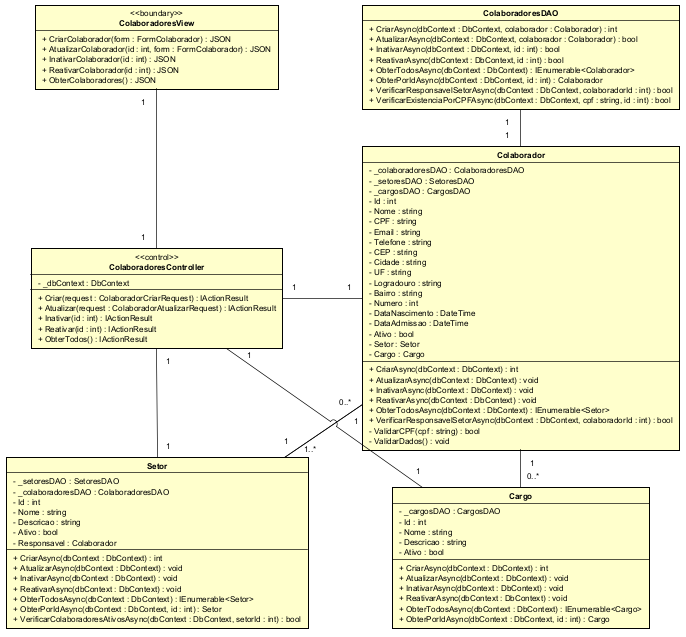 <<boundary>>
ColaboradoresView
+ CriarColaborador(form : FormColaborador) : JSON
+ AtualizarColaborador(id : int, form : FormColaborador) : JSON
+ InativarColaborador(id : int) : JSON
+ ReativarColaborador(id : int) : JSON
+ ObterColaboradores() : JSON
ColaboradoresDAO
+ CriarAsync(dbContext : DbContext, colaborador : Colaborador) : int
+ AtualizarAsync(dbContext : DbContext, colaborador : Colaborador) : bool
+ InativarAsync(dbContext : DbContext, id : int) : bool
+ ReativarAsync(dbContext : DbContext, id : int) : bool
+ ObterTodosAsync(dbContext : DbContext) : IEnumerable<Colaborador>
+ ObterPorIdAsync(dbContext : DbContext, id : int) : Colaborador
+ VerificarResponsavelSetorAsync(dbContext : DbContext, colaboradorId : int) : bool
+ VerificarExistenciaPorCPFAsync(dbContext : DbContext, cpf : string, id : int) : bool
1
1
1
1
Colaborador
- _colaboradoresDAO : ColaboradoresDAO
- _setoresDAO : SetoresDAO
- _cargosDAO : CargosDAO
- Id : int
- Nome : string
- CPF : string
- Email : string
- Telefone : string
- CEP : string
- Cidade : string
- UF : string
- Logradouro : string
- Bairro : string
- Numero : int
- DataNascimento : DateTime
- DataAdmissao : DateTime
- Ativo : bool
- Setor : Setor
- Cargo : Cargo
+ CriarAsync(dbContext : DbContext) : int
+ AtualizarAsync(dbContext : DbContext) : void
+ InativarAsync(dbContext : DbContext) : void
+ ReativarAsync(dbContext : DbContext) : void
+ ObterTodosAsync(dbContext : DbContext) : IEnumerable<Setor>
+ VerificarResponsavelSetorAsync(dbContext : DbContext, colaboradorId : int) : bool
- ValidarCPF(cpf : string) : bool
- ValidarDados() : void
<<control>>
ColaboradoresController
- _dbContext : DbContext
+ Criar(request : ColaboradorCriarRequest) : IActionResult
+ Atualizar(request : ColaboradorAtualizarRequest) : IActionResult
+ Inativar(id : int) : IActionResult
+ Reativar(id : int) : IActionResult
+ ObterTodos() : IActionResult
1
1
1
1
0..*
1
1
1
1..*
1
1
0..*
Setor
- _setoresDAO : SetoresDAO
- _colaboradoresDAO : ColaboradoresDAO
- Id : int
- Nome : string
- Descricao : string
- Ativo : bool
- Responsavel : Colaborador
+ CriarAsync(dbContext : DbContext) : int
+ AtualizarAsync(dbContext : DbContext) : void
+ InativarAsync(dbContext : DbContext) : void
+ ReativarAsync(dbContext : DbContext) : void
+ ObterTodosAsync(dbContext : DbContext) : IEnumerable<Setor>
+ ObterPorIdAsync(dbContext : DbContext, id : int) : Setor
+ VerificarColaboradoresAtivosAsync(dbContext : DbContext, setorId : int) : bool
Cargo
- _cargosDAO : CargosDAO
- Id : int
- Nome : string
- Descricao : string
- Ativo : bool
+ CriarAsync(dbContext : DbContext) : int
+ AtualizarAsync(dbContext : DbContext) : void
+ InativarAsync(dbContext : DbContext) : void
+ ReativarAsync(dbContext : DbContext) : void
+ ObterTodosAsync(dbContext : DbContext) : IEnumerable<Cargo>
+ ObterPorIdAsync(dbContext : DbContext, id : int) : Cargo